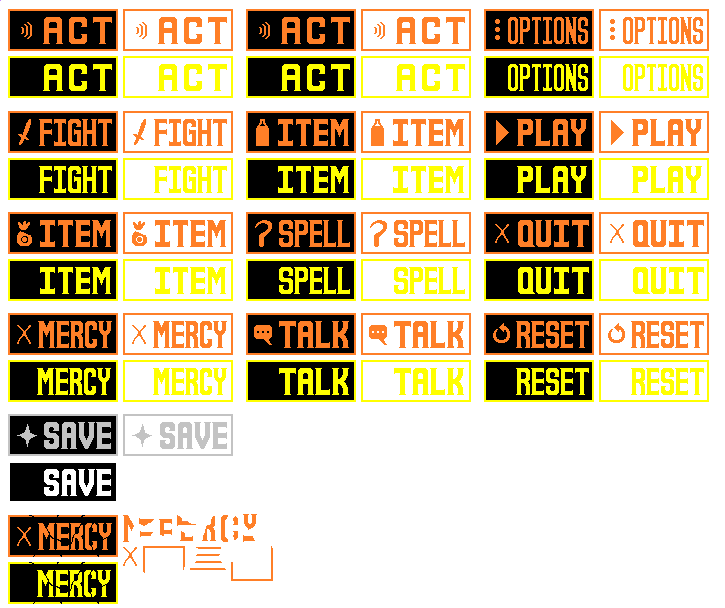 ACT ACT ACT ACT OPTIONS OPTIONS
ACT ACT ACT ACT OPTIONS OPTIONS
FIGHT FIGHT ITEM ITEM PLAY PLAY
FIGHT FIGHT ITEM ITEM PLAY PLAY
ITEM ITEM SPELL SPELL QUIT QUIT
ITEM ITEM SPELL SPELL QUIT QUIT
MERCY MERCY TALK TALK RESET RESET
MERCY MERCY TALK TALK RESET RESET
SAVE SAVE
SAVE
MERCY
MERCY